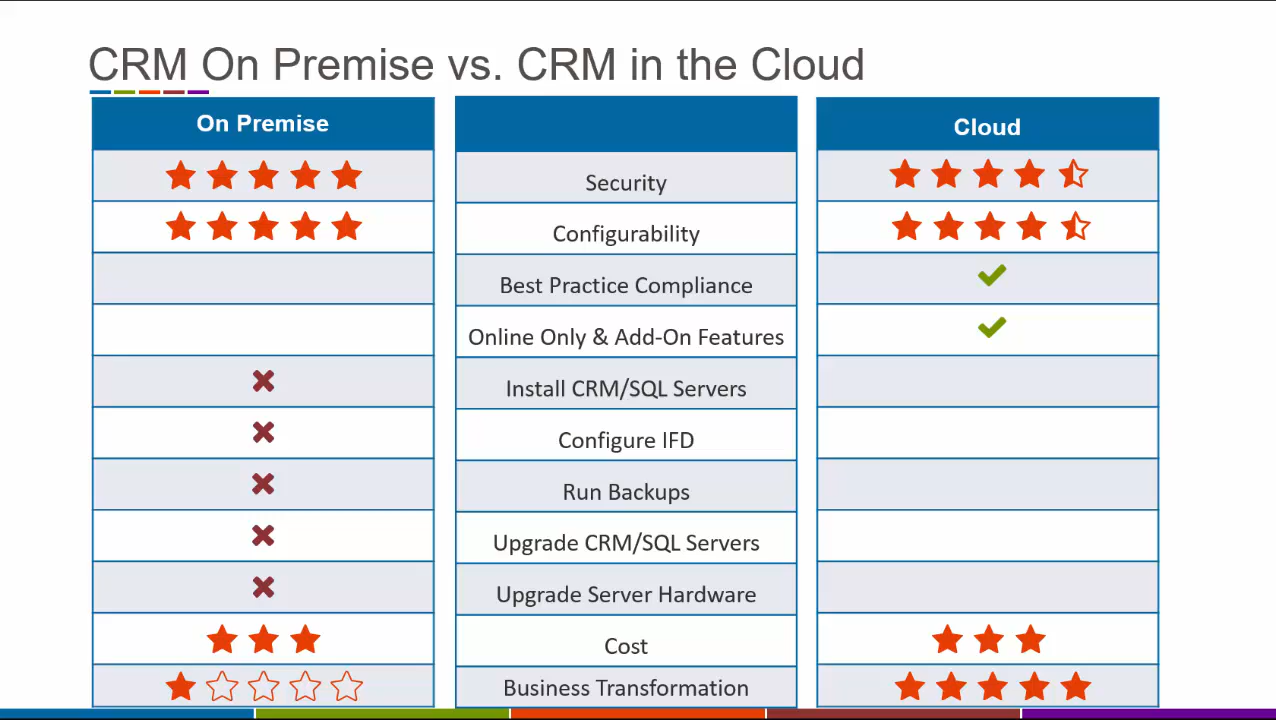 CRM On Premise vs. CRM in the Cloud
On Premise
Cloud
Security
Configurability
Best Practice Compliance
Online Only & Add-On Features
Install CRM/SQL Servers
Configure IFD
Run Backups
Upgrade CRM/SQL Servers
Upgrade Server Hardware
Cost
Business Transformation